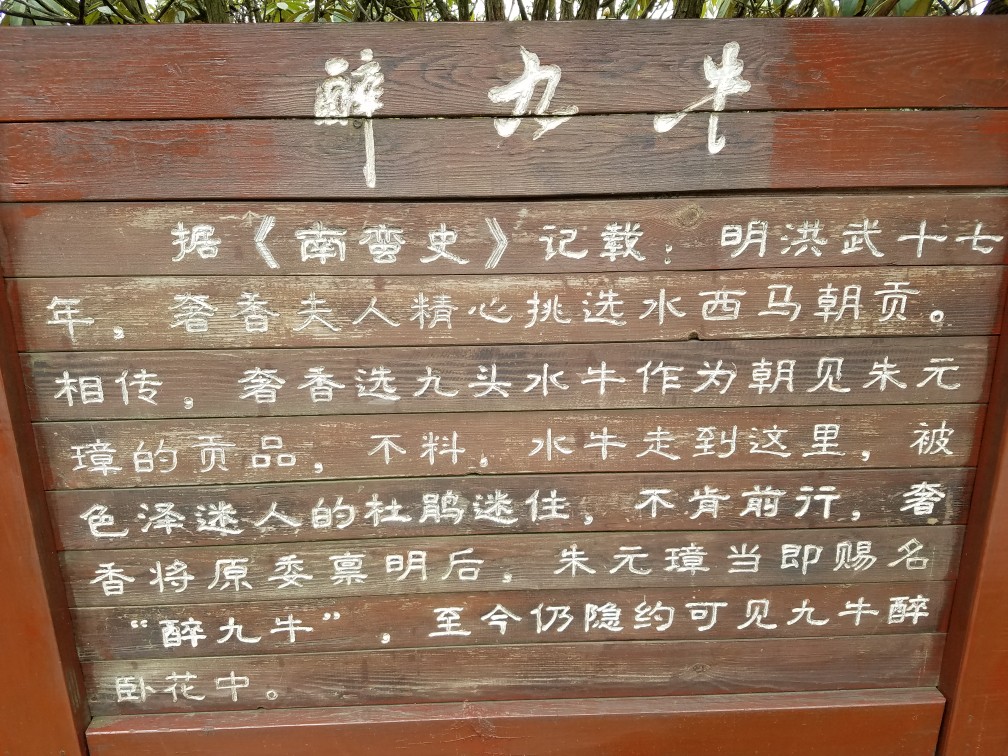 醉九牛
据《南蛮史》记载：明洪武十七
年，奢香夫人精心挑选水西马朝贡。
相传，奢香选九头水牛作为朝见朱元
璋的贡品，不料，水牛走到这里，被
色泽迷人的杜鹃迷住，不肯前行，奢
香将原委禀明后，朱元璋当即赐名
“醉九牛”，至今仍隐约可见九牛醉
卧花中。